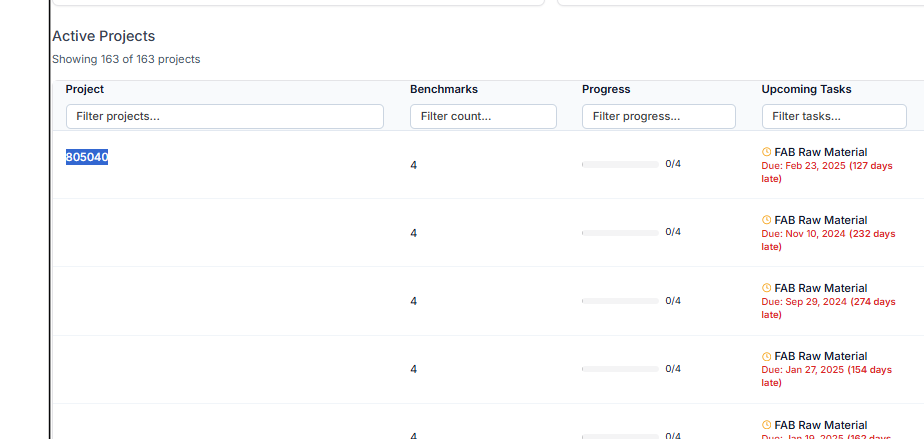 Active Projects
Showing 163 of 163 projects
Project Benchmarks Progress Upcoming Tasks
Filter projects... Filter count... Filter progress... Filter tasks...
805040 4 0/4 FAB Raw Material
Due: Feb 23, 2025 (127 days
late)
4 0/4 FAB Raw Material
Due: Nov 10, 2024 (232 days
late)
4 0/4 FAB Raw Material
Due: Sep 29, 2024 (274 days
late)
4 0/4 FAB Raw Material
Due: Jan 27, 2025 (154 days
late)
4 0/4 FAB Raw Material
Due: Jan 19, 2025 (162 days